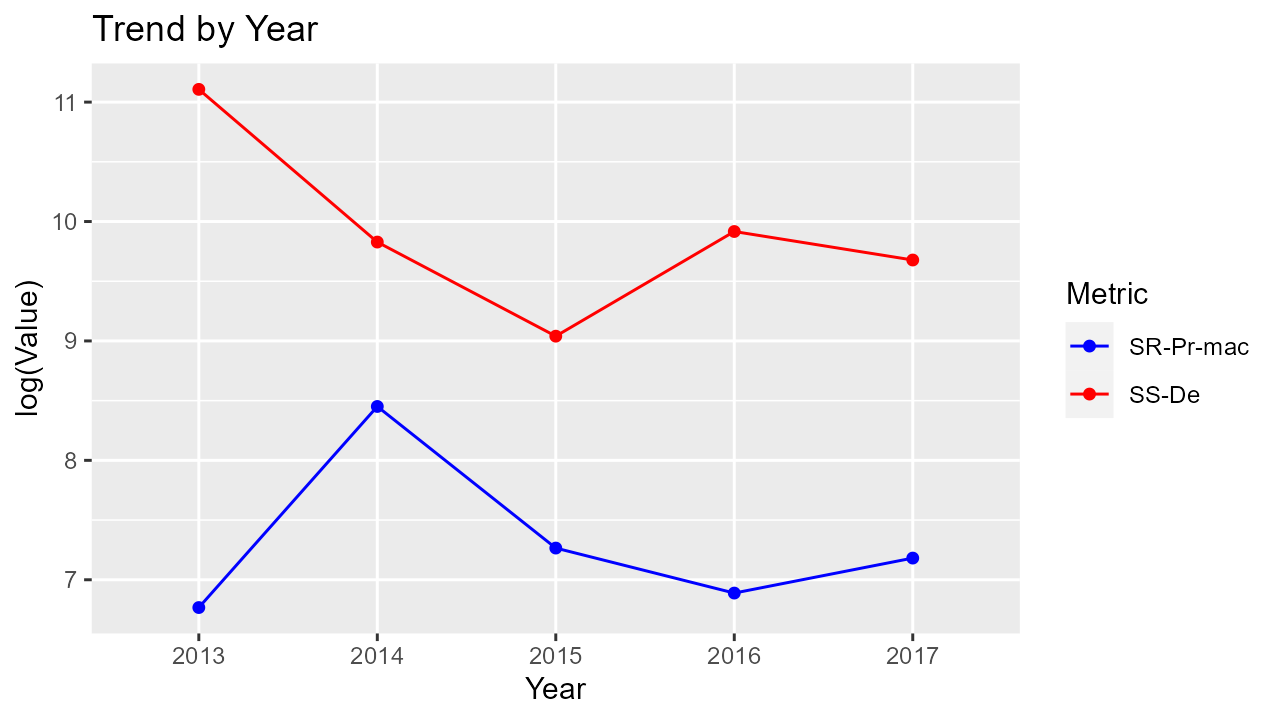 Trend by Year
log(Value)
11
10
9
8
7
2013 2014 2015 2016 2017
Year
Metric
SR-Pr-mac
SS-De